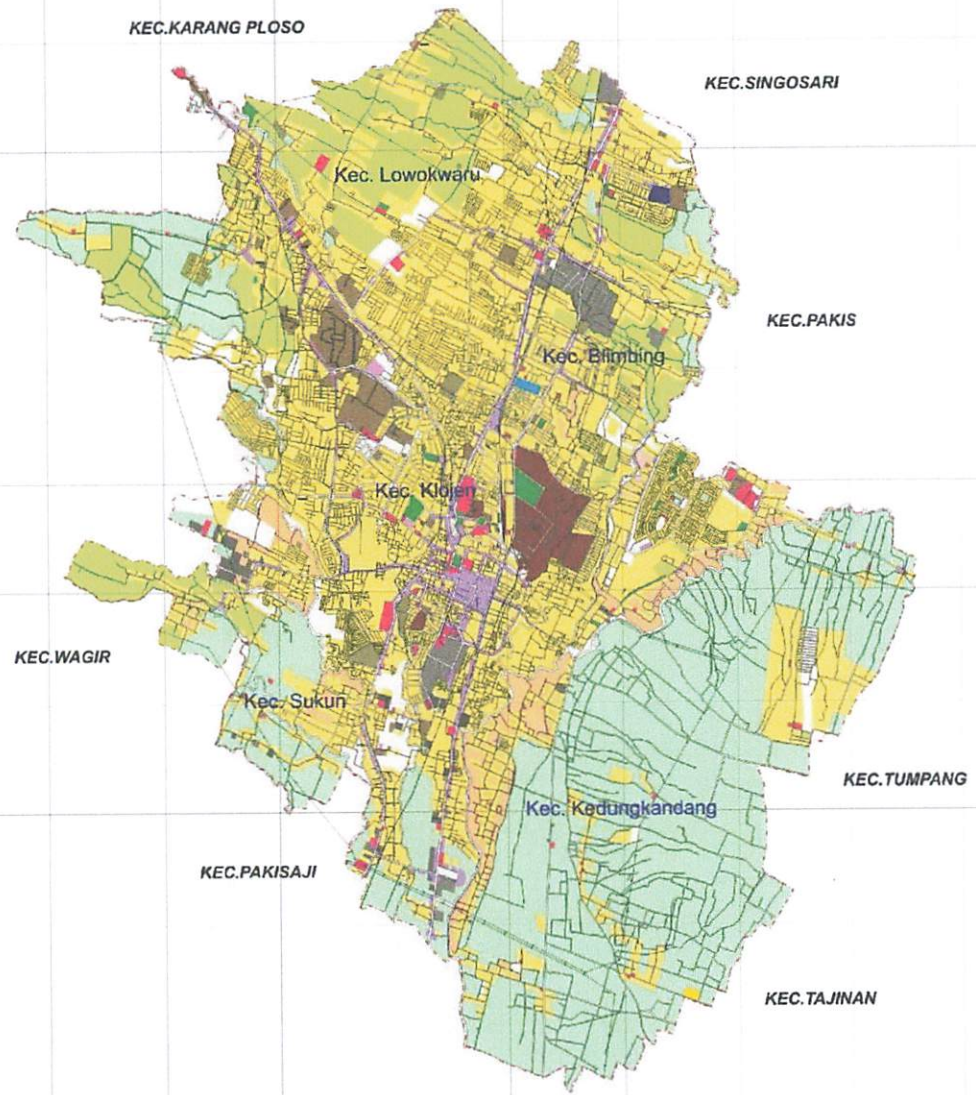 KEC.KARANG PLOSO
KEC.SINGOSARI
Kec. Lowokwaru
KEC.PAKIS
Kec. Blimbing
Kec. Klojen
KEC.WAGIR
Kec. Sukun
KEC.TUMPANG
Kec. Kedungkandang
KEC.PAKISAJI
KEC.TAJINAN